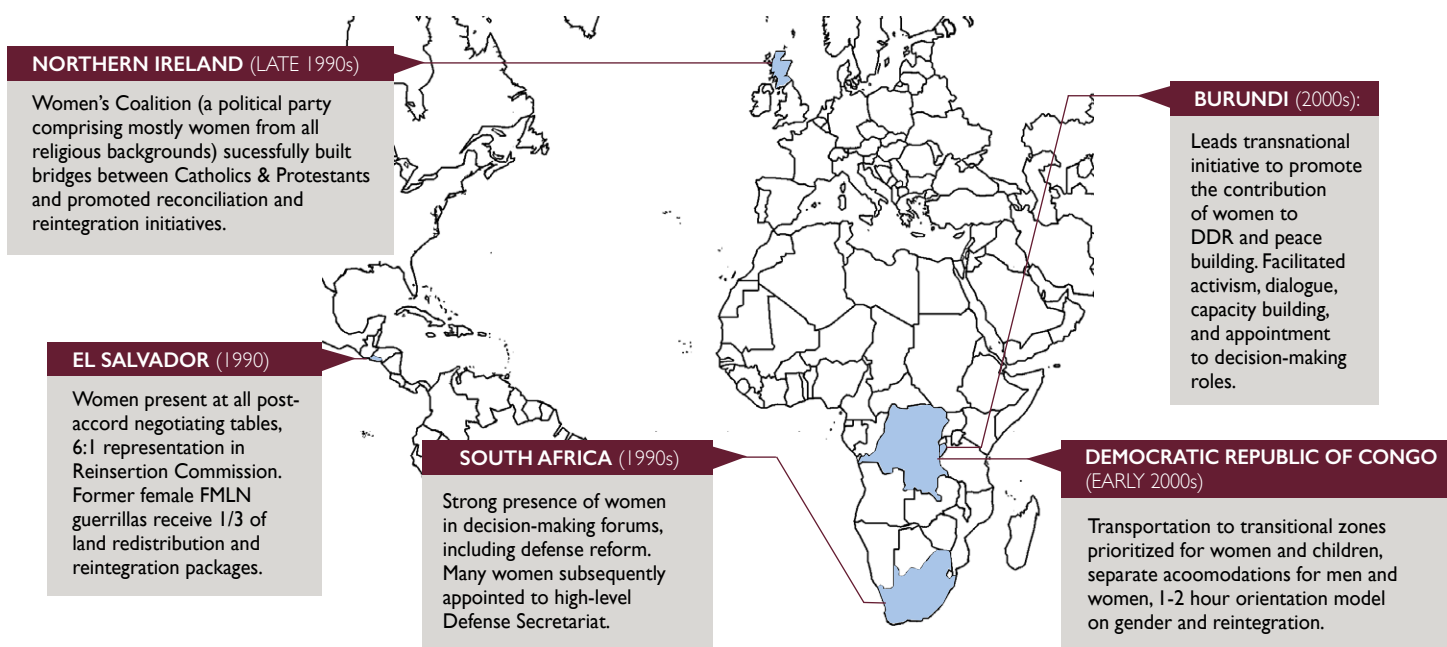 NORTHERN IRELAND (LATE 1990s)
Women's Coalition (a political party
comprising mostly women from all
religious backgrounds) sucessfully built
bridges between Catholics & Protestants
and promoted reconciliation and
reintegration initiatives.
BURUNDI (2000s):
Leads transnational
initiative to promote
the contribution
of women to
DDR and peace
building. Facilitated
activism, dialogue,
capacity building,
and appointment
to decision-making
roles.
EL SALVADOR (1990)
Women present at all post-
accord negotiating tables,
6:1 representation in
Reinsertion Commission.
Former female FMLN
guerrillas receive 1/3 of
land redistribution and
reintegration packages.
SOUTH AFRICA (1990s)
Strong presence of women
in decision-making forums,
including defense reform.
Many women subsequently
appointed to high-level
Defense Secretariat.
DEMOCRATIC REPUBLIC OF CONGO
(EARLY 2000s)
Transportation to transitional zones
prioritized for women and children,
separate acoomodations for men and
women, 1-2 hour orientation model
on gender and reintegration.